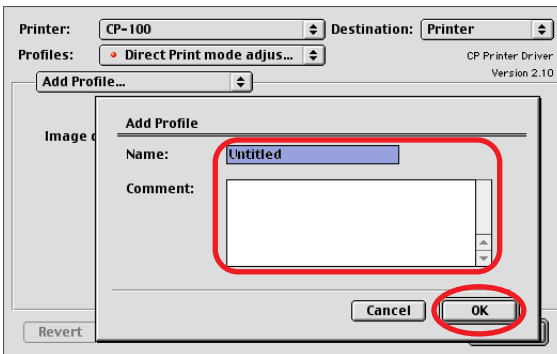 Printer: CP-100 Destination: Printer
Profiles: Direct Print mode adjus... CP Printer Driver
Version 2.10
Add Profile...
Add Profile
Image
Name: Untitled
Comment:
Cancel OK
Revert